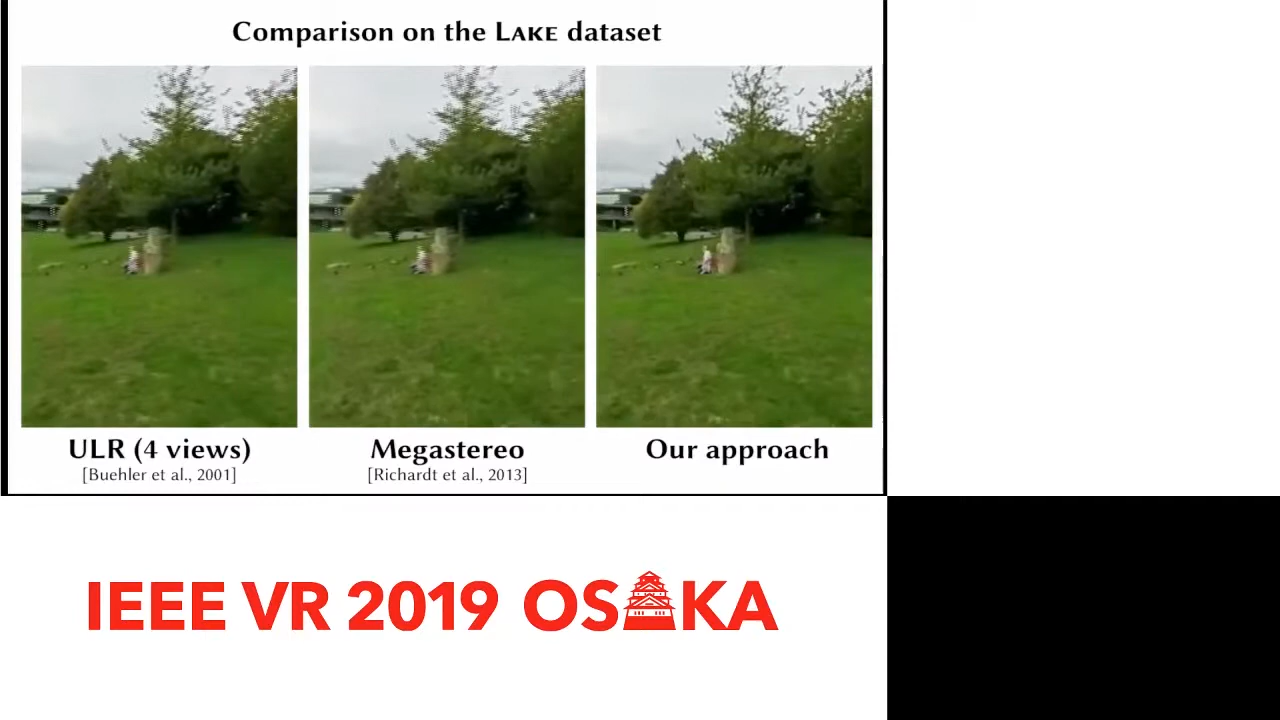 Comparison on the LAKE dataset
ULR (4 views)
[Buehler et al., 2001]
Megastereo
[Richardt et al., 2013]
Our approach
IEEE VR 2019 OSAKA